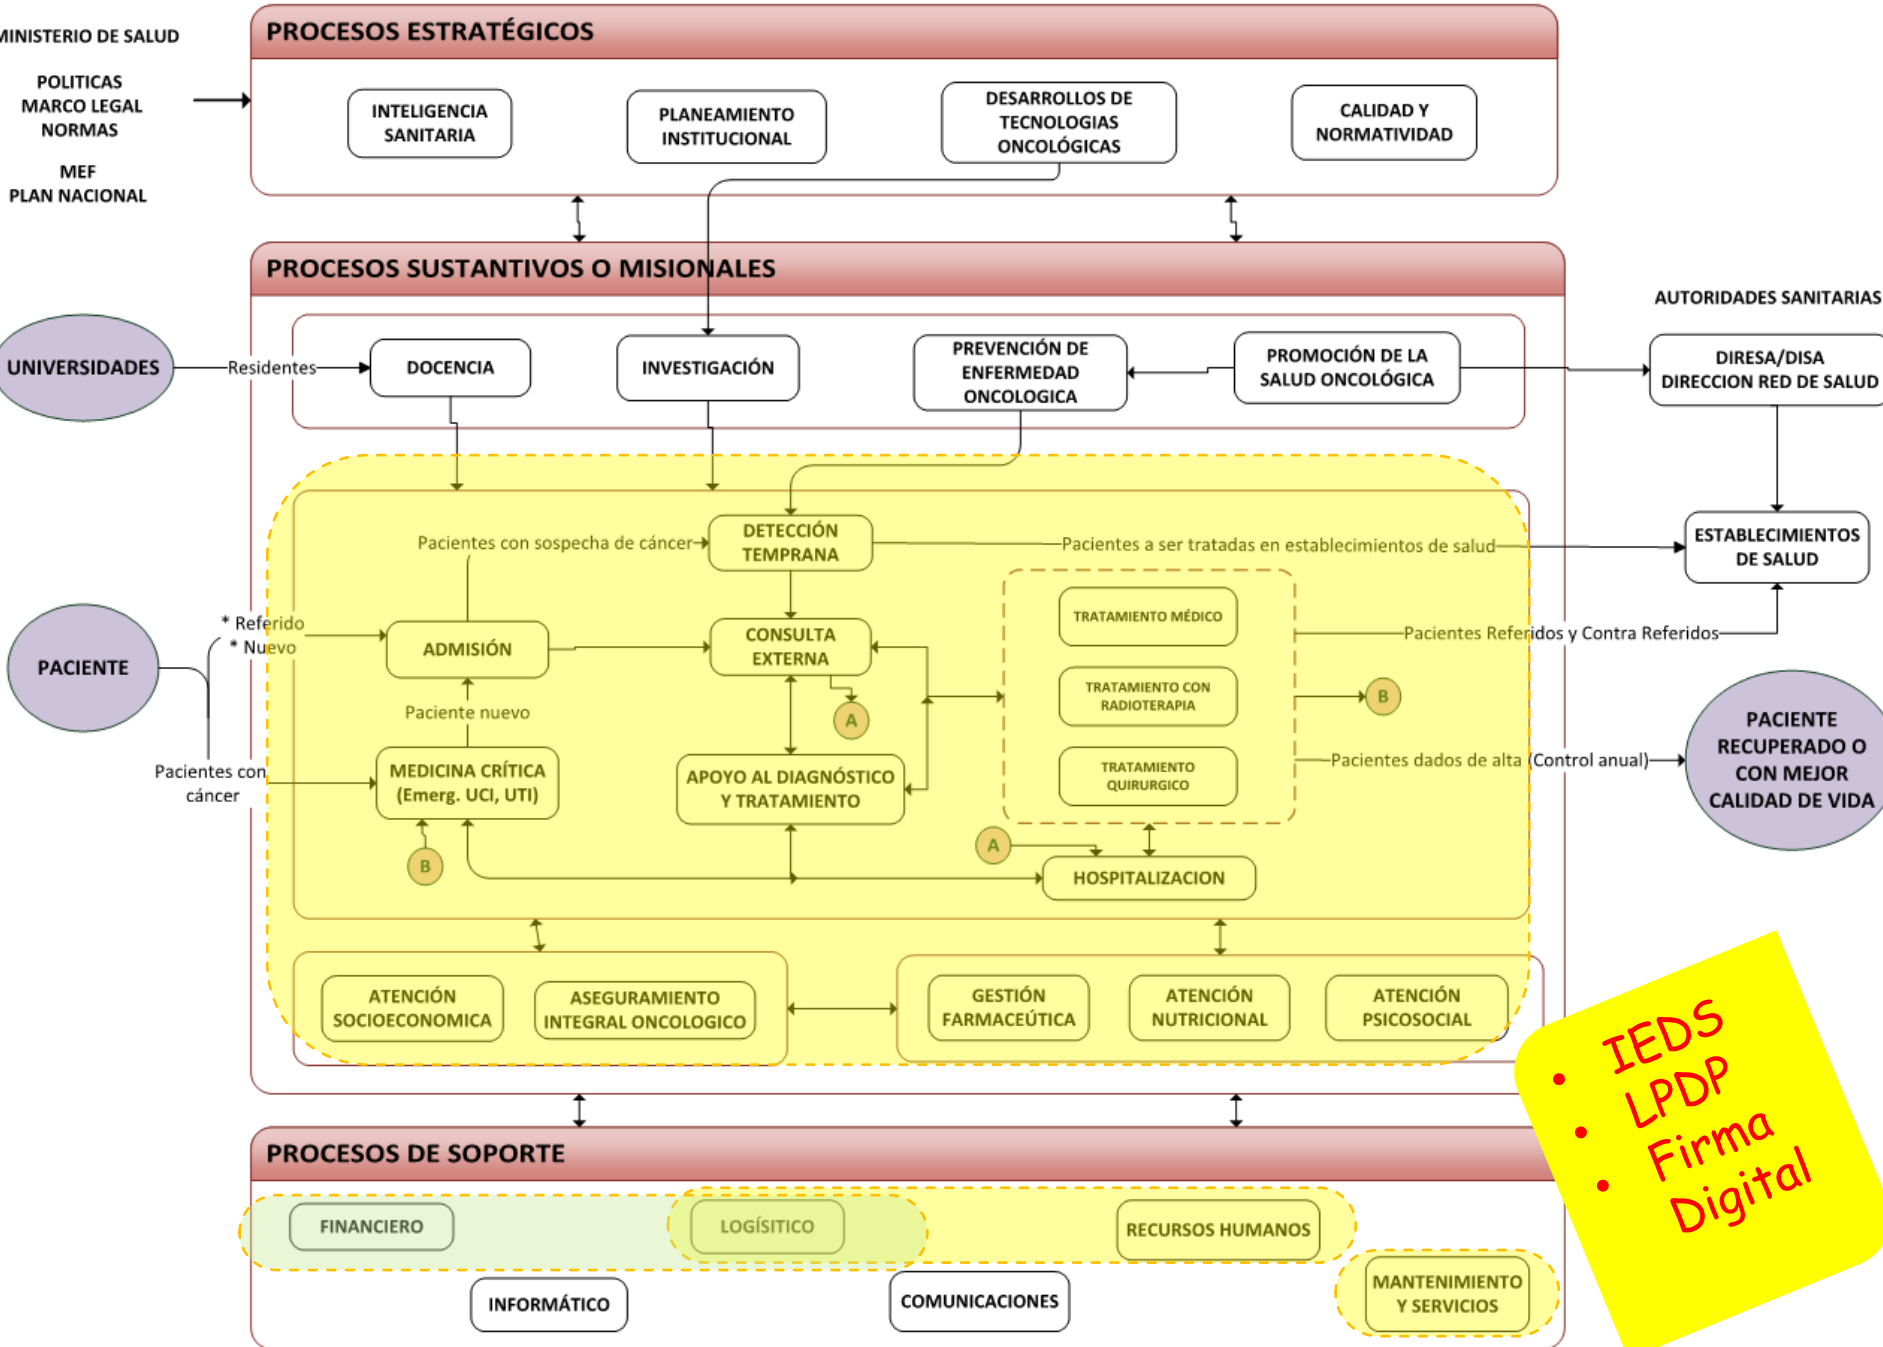 MINISTERIO DE SALUD
POLITICAS
MARCO LEGAL
NORMAS
MEF
PLAN NACIONAL
PROCESOS ESTRATÉGICOS
INTELIGENCIA
SANITARIA
PLANEAMIENTO
INSTITUCIONAL
DESARROLLOS DE
TECNOLOGIAS
ONCOLÓGICAS
CALIDAD Y
NORMATIVIDAD
PROCESOS SUSTANTIVOS O MISIONALES
UNIVERSIDADES
Residentes
DOCENCIA
INVESTIGACIÓN
PREVENCIÓN DE
ENFERMEDAD
ONCOLOGICA
PROMOCIÓN DE LA
SALUD ONCOLÓGICA
AUTORIDADES SANITARIAS
DIRESA/DISA
DIRECCION RED DE SALUD
Pacientes con sospecha de cáncer
DETECCIÓN
TEMPRANA
Pacientes a ser tratadas en establecimientos de salud
ESTABLECIMIENTOS
DE SALUD
PACIENTE
* Referido
* Nuevo
ADMISIÓN
CONSULTA
EXTERNA
TRATAMIENTO MÉDICO
Pacientes Referidos y Contra Referidos
Paciente nuevo
A
TRATAMIENTO CON
RADIOTERAPIA
B
Pacientes con
cáncer
MEDICINA CRÍTICA
(Emerg. UCI, UTI)
APOYO AL DIAGNÓSTICO
Y TRATAMIENTO
TRATAMIENTO
QUIRURGICO
Pacientes dados de alta (Control anual)
PACIENTE
RECUPERADO O
CON MEJOR
CALIDAD DE VIDA
B
A
HOSPITALIZACION
ATENCIÓN
SOCIOECONOMICA
ASEGURAMIENTO
INTEGRAL ONCOLOGICO
GESTIÓN
FARMACEÚTICA
ATENCIÓN
NUTRICIONAL
ATENCIÓN
PSICOSOCIAL
• IEDS
• LPDP
• Firma
Digital
PROCESOS DE SOPORTE
FINANCIERO
LOGÍSITICO
RECURSOS HUMANOS
INFORMÁTICO
COMUNICACIONES
MANTENIMIENTO
Y SERVICIOS